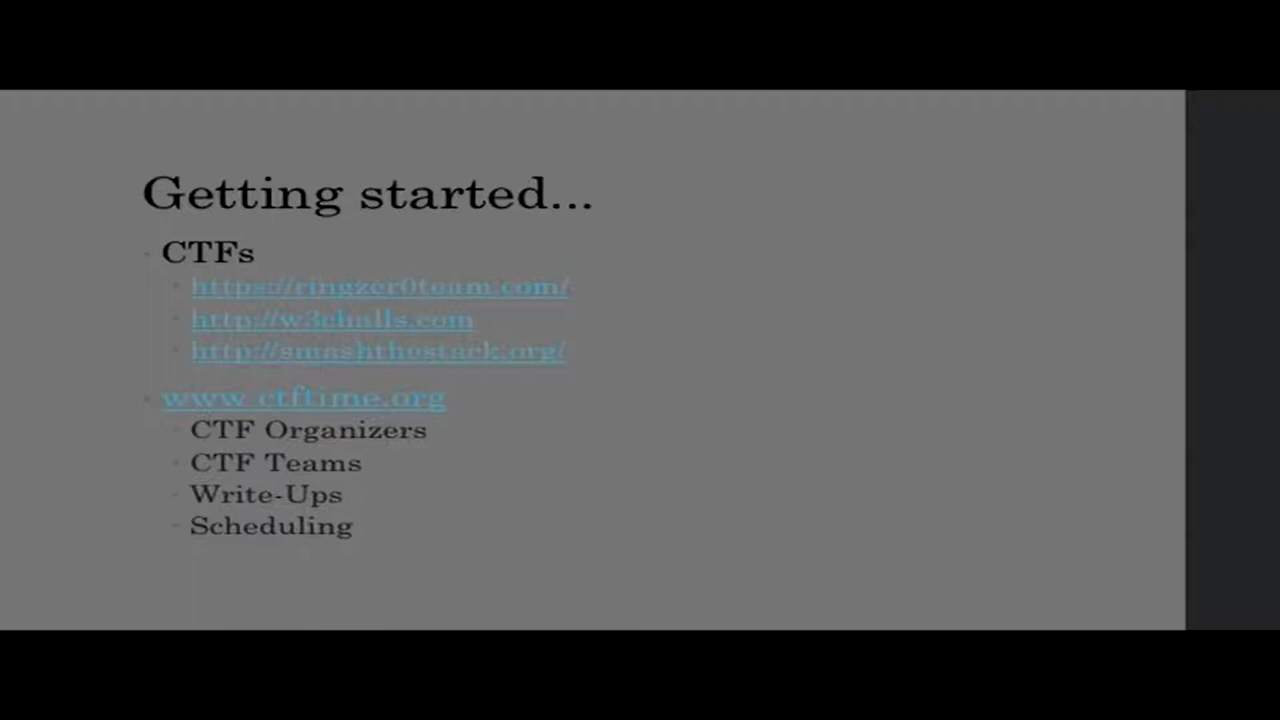 Getting started...
CTFs
https://ringzer0team.com/
http://w3challs.com
http://smashthestack.org/
www.ctftime.org
CTF Organizers
CTF Teams
Write-Ups
Scheduling